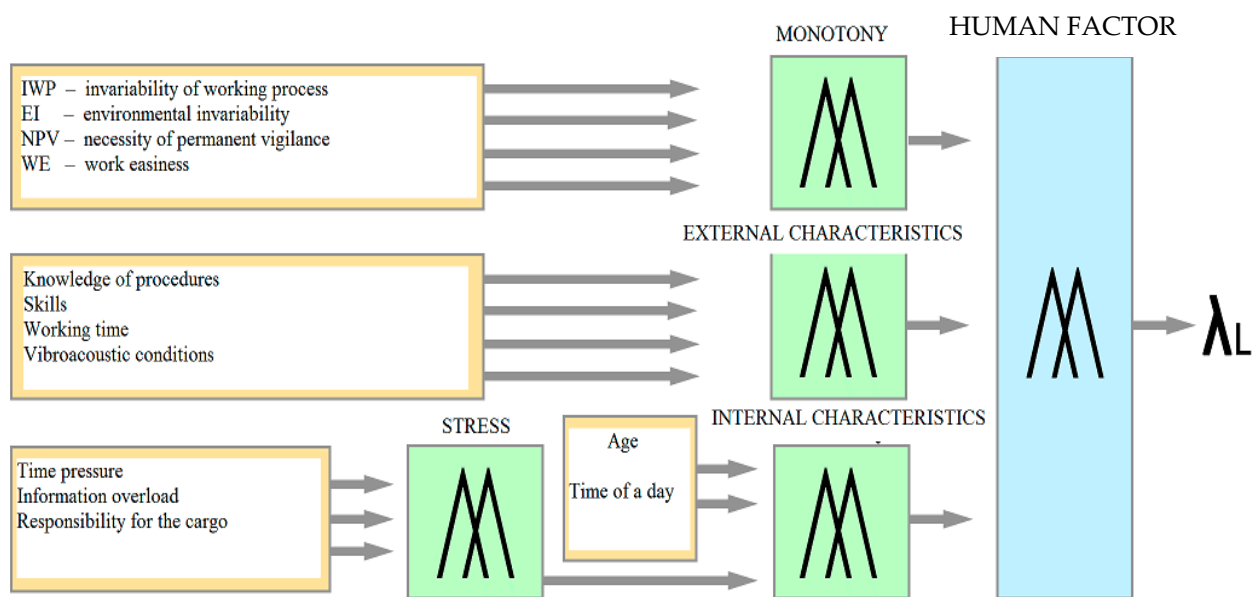 HUMAN FACTOR
MONOTONY
IWP – invariability of working process
EI – environmental invariability
NPV – necessity of permanent vigilance
WE – work easiness
EXTERNAL CHARACTERISTICS
Knowledge of procedures
Skills
Working time
Vibroacoustic conditions
λL
STRESS
INTERNAL CHARACTERISTICS
Age
Time of a day
Time pressure
Information overload
Responsibility for the cargo